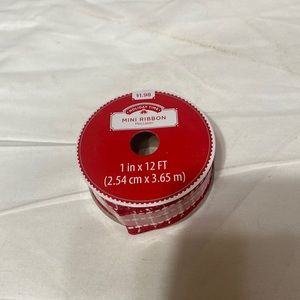 $1.98
HOLIDAY TIME
MINI RIBBON
1 in x 12 FT
(2.54 cm x 3.65 m)